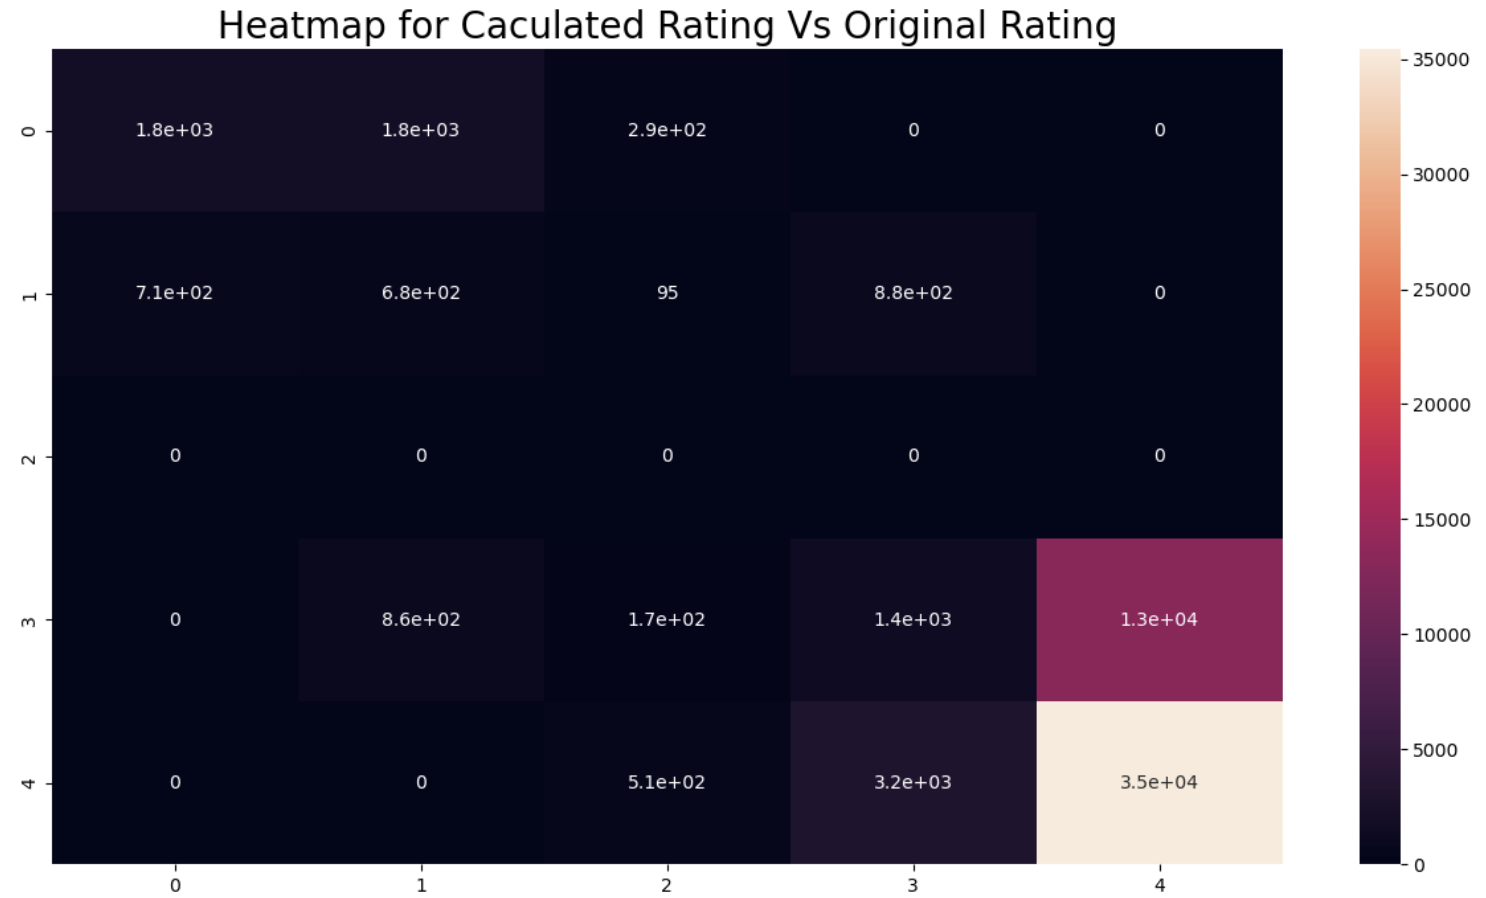 Heatmap for Caculated Rating Vs Original Rating
35000
0 1.8e+03 1.8e+03 2.9e+02 0 0
30000
25000
1 7.1e+02 6.8e+02 95 8.8e+02 0
20000
2 0 0 0 0 0
15000
3 0 8.6e+02 1.7e+02 1.4e+03 1.3e+04
10000
5000
4 0 0 5.1e+02 3.2e+03 3.5e+04
0
0 1 2 3 4